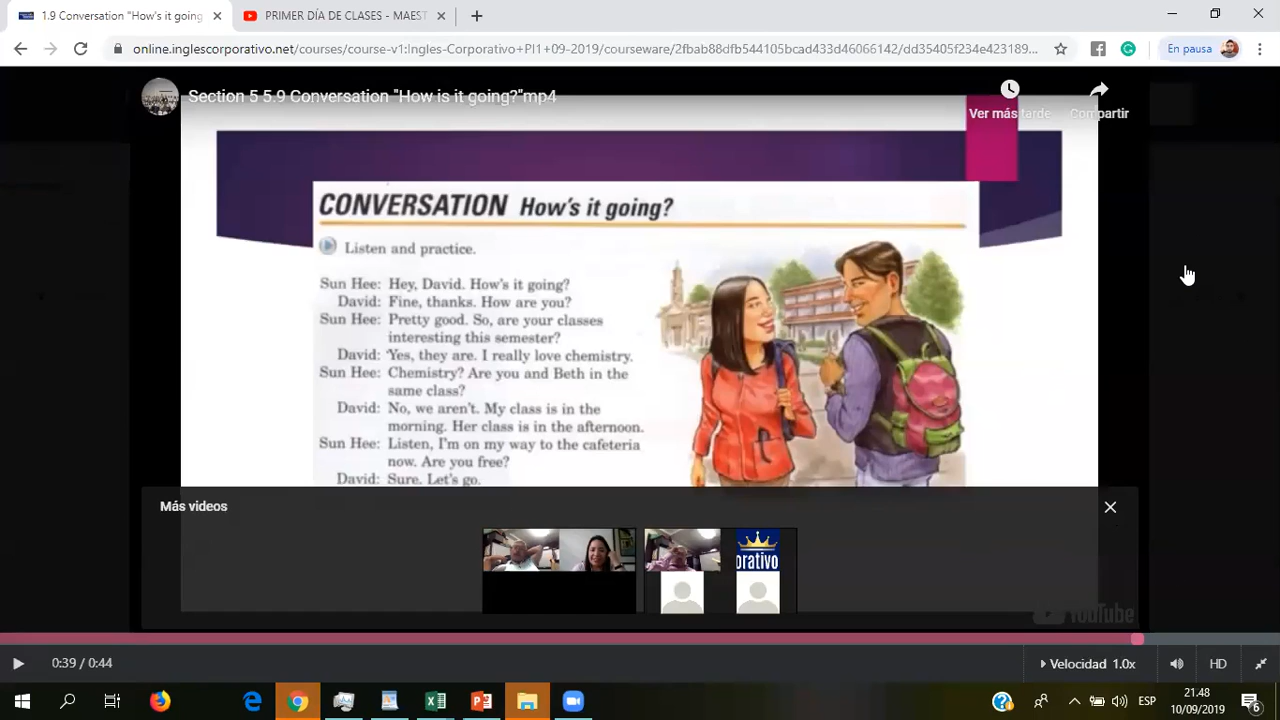 1.9 Conversation "How's it going
PRIMER DÍA DE CLASES - MAEST
online.inglescorporativo.net/courses/course-v1:Ingles-Corporativo+PI1+09-2019/courseware/2fbab88dfb544105bcad433d46066142/dd35405f234e423189...
En pausa
Section 5 5.9 Conversation "How is it going?"mp4
Ver más tarde
Compartir
CONVERSATION How's it going?
Listen and practice.
Sun Hee: Hey, David. How's it going?
David: Fine, thanks. How are you?
Sun Hee: Pretty good. So, are your classes
interesting this semester?
David: Yes, they are. I really love chemistry.
Sun Hee: Chemistry? Are you and Beth in the
same class?
David: No, we aren't. My class is in the
morning. Her class is in the afternoon.
Sun Hee: Listen, I'm on my way to the cafeteria
now. Are you free?
David: Sure. Let's go.
Más videos
orativo
YouTube
0:39 / 0:44
Velocidad 1.0x
HD
ESP
21.48
10/09/2019
6